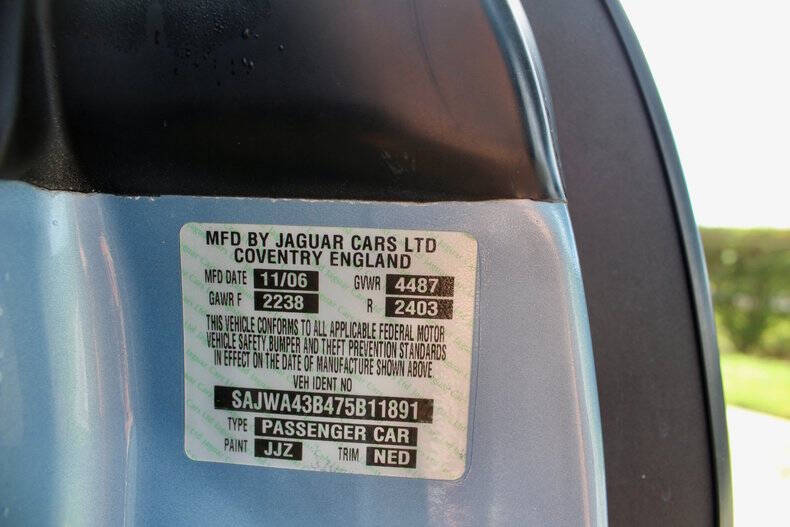 MFD BY JAGUAR CARS LTD
COVENTRY ENGLAND
MFD DATE 11/06 GVWR 4487
GAWR F 2238 R 2403
THIS VEHICLE CONFORMS TO ALL APPLICABLE FEDERAL MOTOR
VEHICLE SAFETY BUMPER AND THEFT PREVENTION STANDARDS
IN EFFECT ON THE DATE OF MANUFACTURE SHOWN ABOVE.
VEH IDENT NO
SAJWA43B475B11891
TYPE PASSENGER CAR
PAINT JJZ TRIM NED